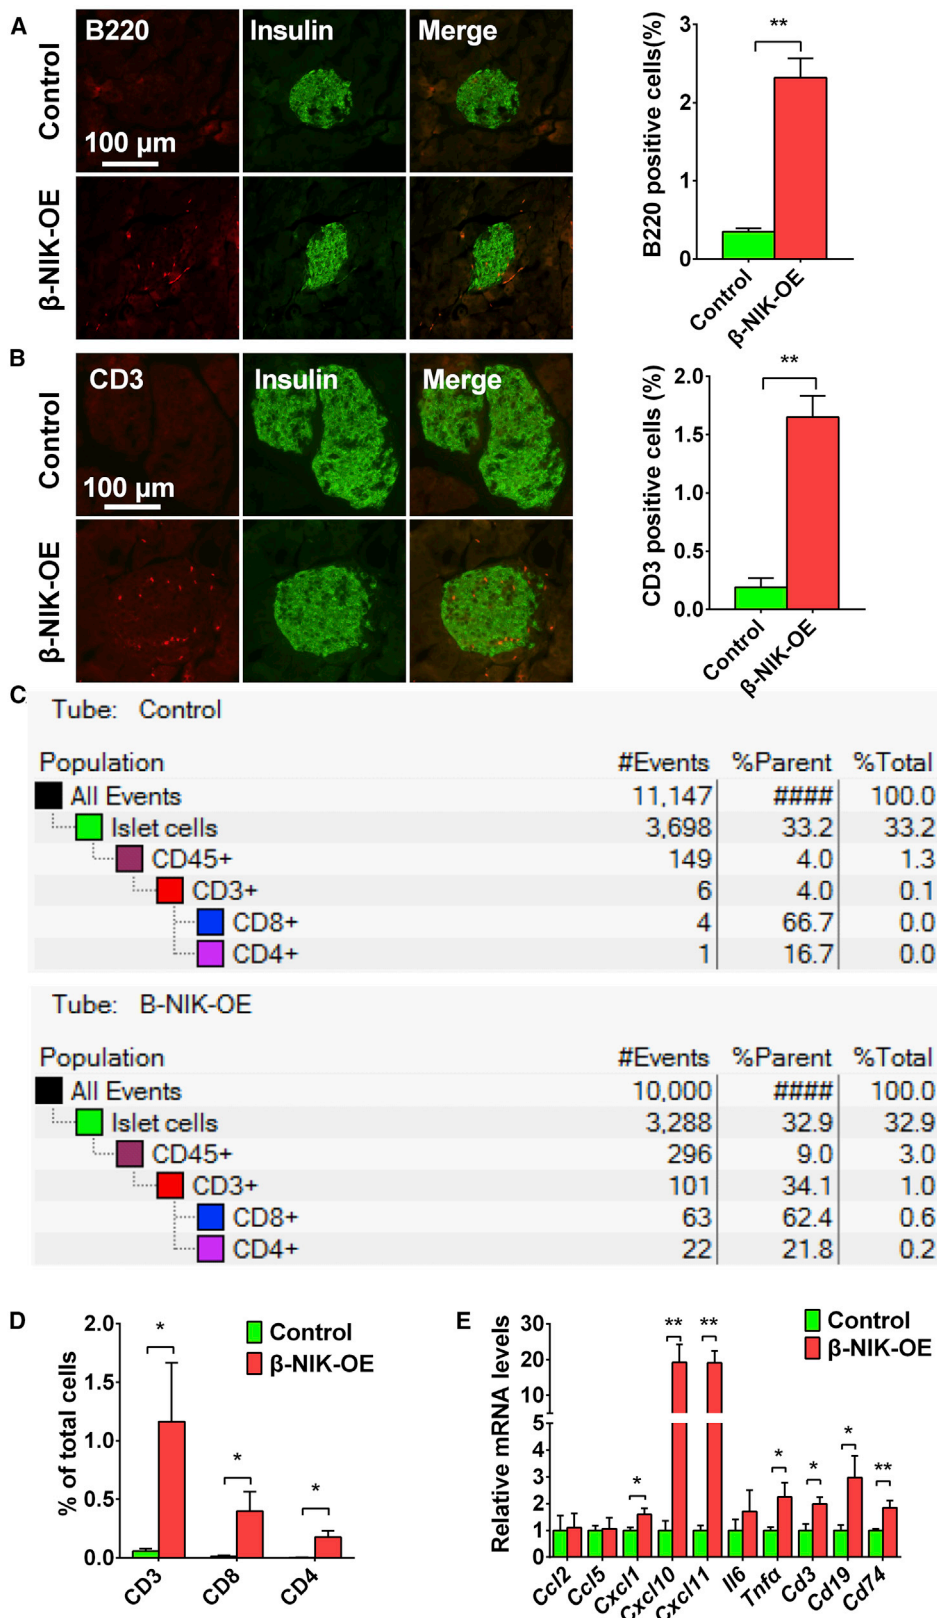 A
B220
Insulin
Merge
Control
100 µm
β-NIK-OE
B220 positive cells(%)
3
2
1
0
**
Control
β-NIK-OE
B
CD3
Insulin
Merge
Control
100 µm
β-NIK-OE
CD3 positive cells (%)
2.0
1.5
1.0
0.5
0.0
**
Control
β-NIK-OE
C
Tube: Control
Population #Events %Parent %Total
All Events 11,147 #### 100.0
Islet cells 3,698 33.2 33.2
CD45+ 149 4.0 1.3
CD3+ 6 4.0 0.1
CD8+ 4 66.7 0.0
CD4+ 1 16.7 0.0
Tube: B-NIK-OE
Population #Events %Parent %Total
All Events 10,000 #### 100.0
Islet cells 3,288 32.9 32.9
CD45+ 296 9.0 3.0
CD3+ 101 34.1 1.0
CD8+ 63 62.4 0.6
CD4+ 22 21.8 0.2
D
% of total cells
2.0
1.5
1.0
0.5
0.0
* * *
Control
β-NIK-OE
CD3 CD8 CD4
E
Relative mRNA levels
30
20
10
5
4
3
2
1
0
* ** ** * * * **
Control
β-NIK-OE
Ccl2 Ccl5 Cxcl1 Cxcl10 Cxcl11 Il6 Tnfα Cd3 Cd19 Cd74